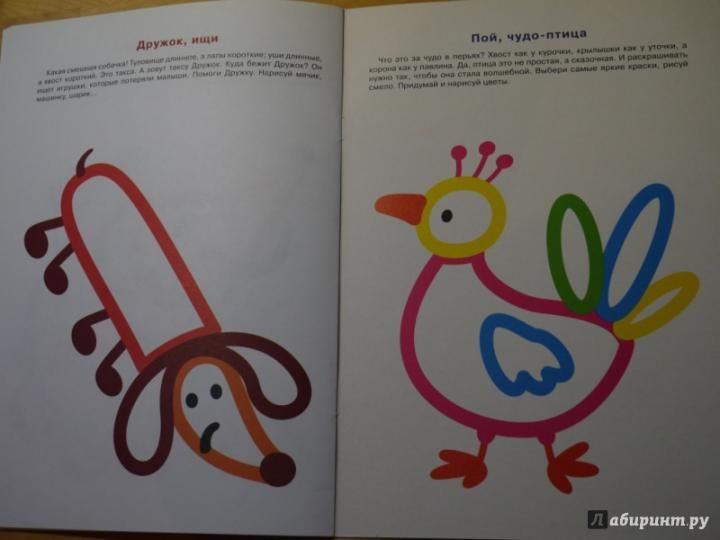 Дружок, ищи
Какая смешная собачка! Туловище длинное, а лапы короткие; уши длинные,
а хвост короткий. Это такса. А зовут таксу Дружок. Куда бежит Дружок? Он
ищет игрушки, которые потеряли малыши. Помоги Дружку. Нарисуй мячик,
машинку, шарик...
Пой, чудо-птица
Что это за чудо в перьях? Хвост как у курочки, крылышки как у уточки, а
корона как у павлина. Да, птица это не простая, а сказочная. И раскрашивать
нужно так, чтобы она стала волшебной. Выбери самые яркие краски, рисуй
смело. Придумай и нарисуй цветы.
Лабиринт.ру